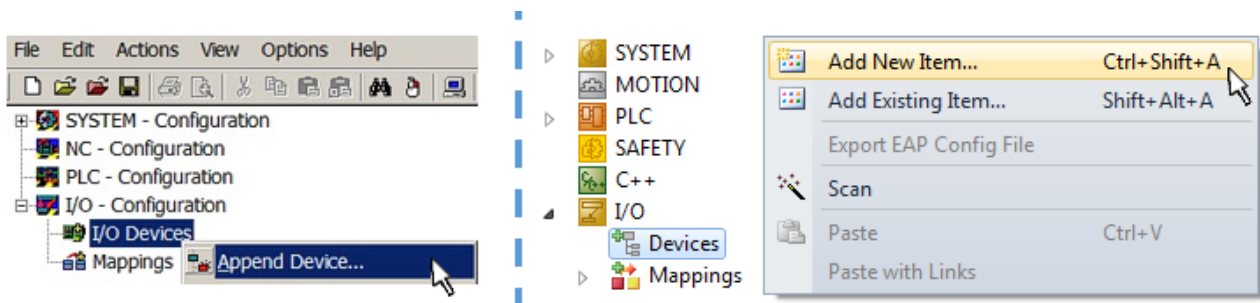 File Edit Actions View Options Help
SYSTEM - Configuration
NC - Configuration
PLC - Configuration
I/O - Configuration
I/O Devices
Mappings
Append Device...
SYSTEM
MOTION
PLC
SAFETY
C++
I/O
Devices
Mappings
Add New Item... Ctrl+Shift+A
Add Existing Item... Shift+Alt+A
Export EAP Config File
Scan
Paste Ctrl+V
Paste with Links